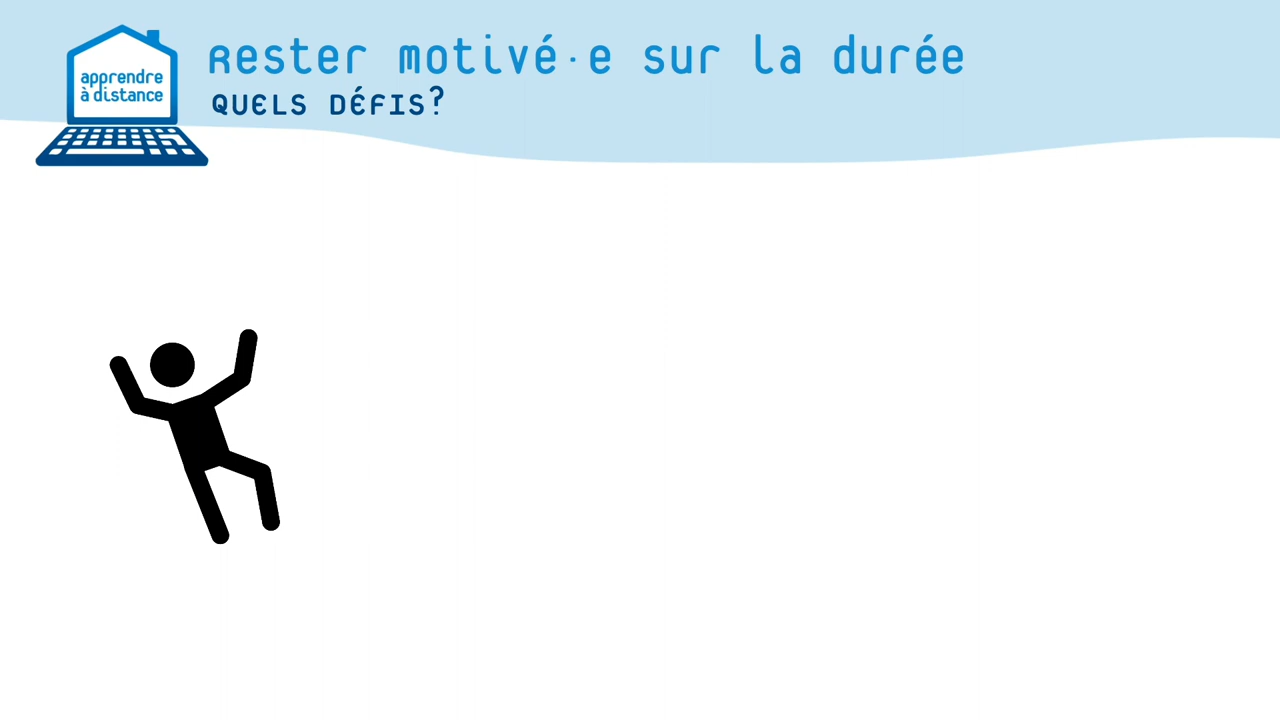 apprendre
à distance
Rester motivé·e sur la durée
QUELS DÉFIS?